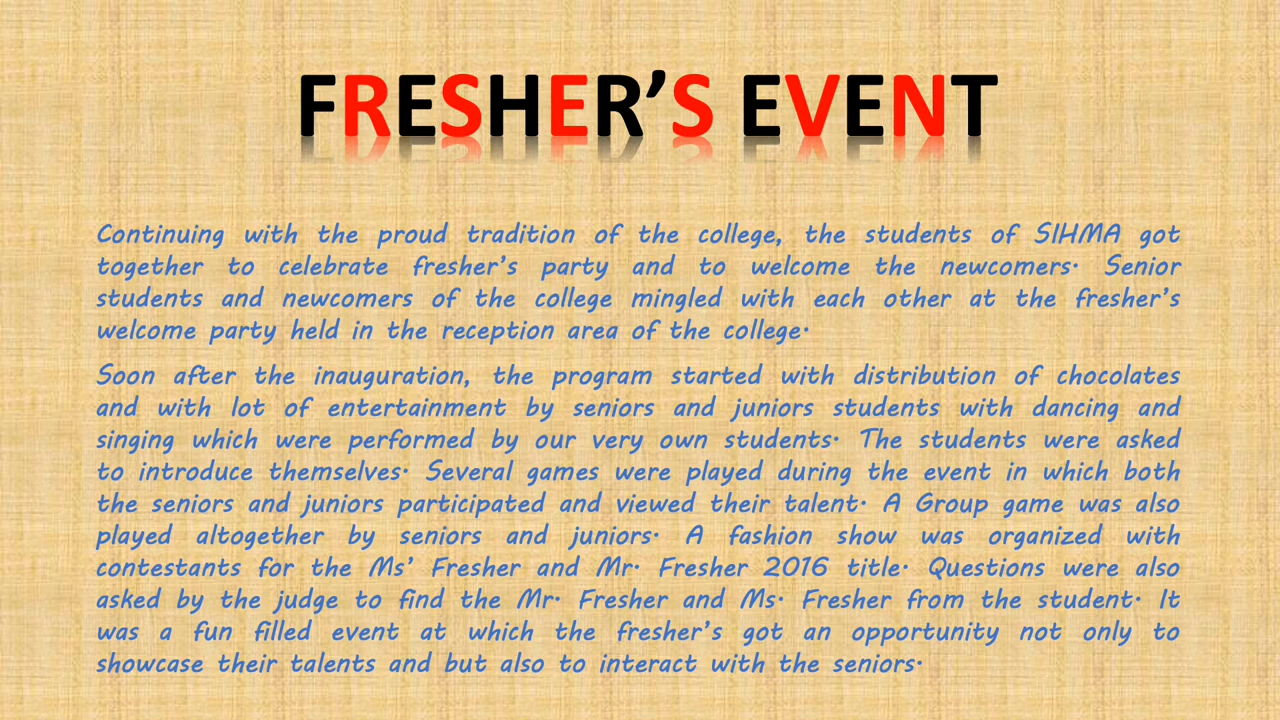 FRESHER’S EVENT
Continuing with the proud tradition of the college, the students of SIHMA got
together to celebrate fresher’s party and to welcome the newcomers. Senior
students and newcomers of the college mingled with each other at the fresher’s
welcome party held in the reception area of the college.
Soon after the inauguration, the program started with distribution of chocolates
and with lot of entertainment by seniors and juniors students with dancing and
singing which were performed by our very own students. The students were asked
to introduce themselves. Several games were played during the event in which both
the seniors and juniors participated and viewed their talent. A Group game was also
played altogether by seniors and juniors. A fashion show was organized with
contestants for the Ms’ Fresher and Mr. Fresher 2016 title. Questions were also
asked by the judge to find the Mr. Fresher and Ms. Fresher from the student. It
was a fun filled event at which the fresher’s got an opportunity not only to
showcase their talents and but also to interact with the seniors.